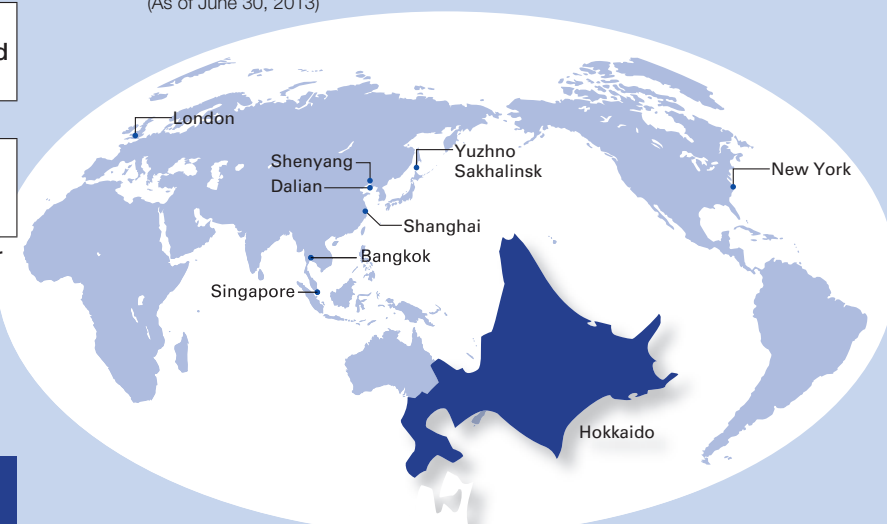 (As of June 30, 2013)
d
London
Shenyang
Yuzhno
Sakhalinsk
New York
Dalian
Shanghai
Bangkok
Singapore
Hokkaido